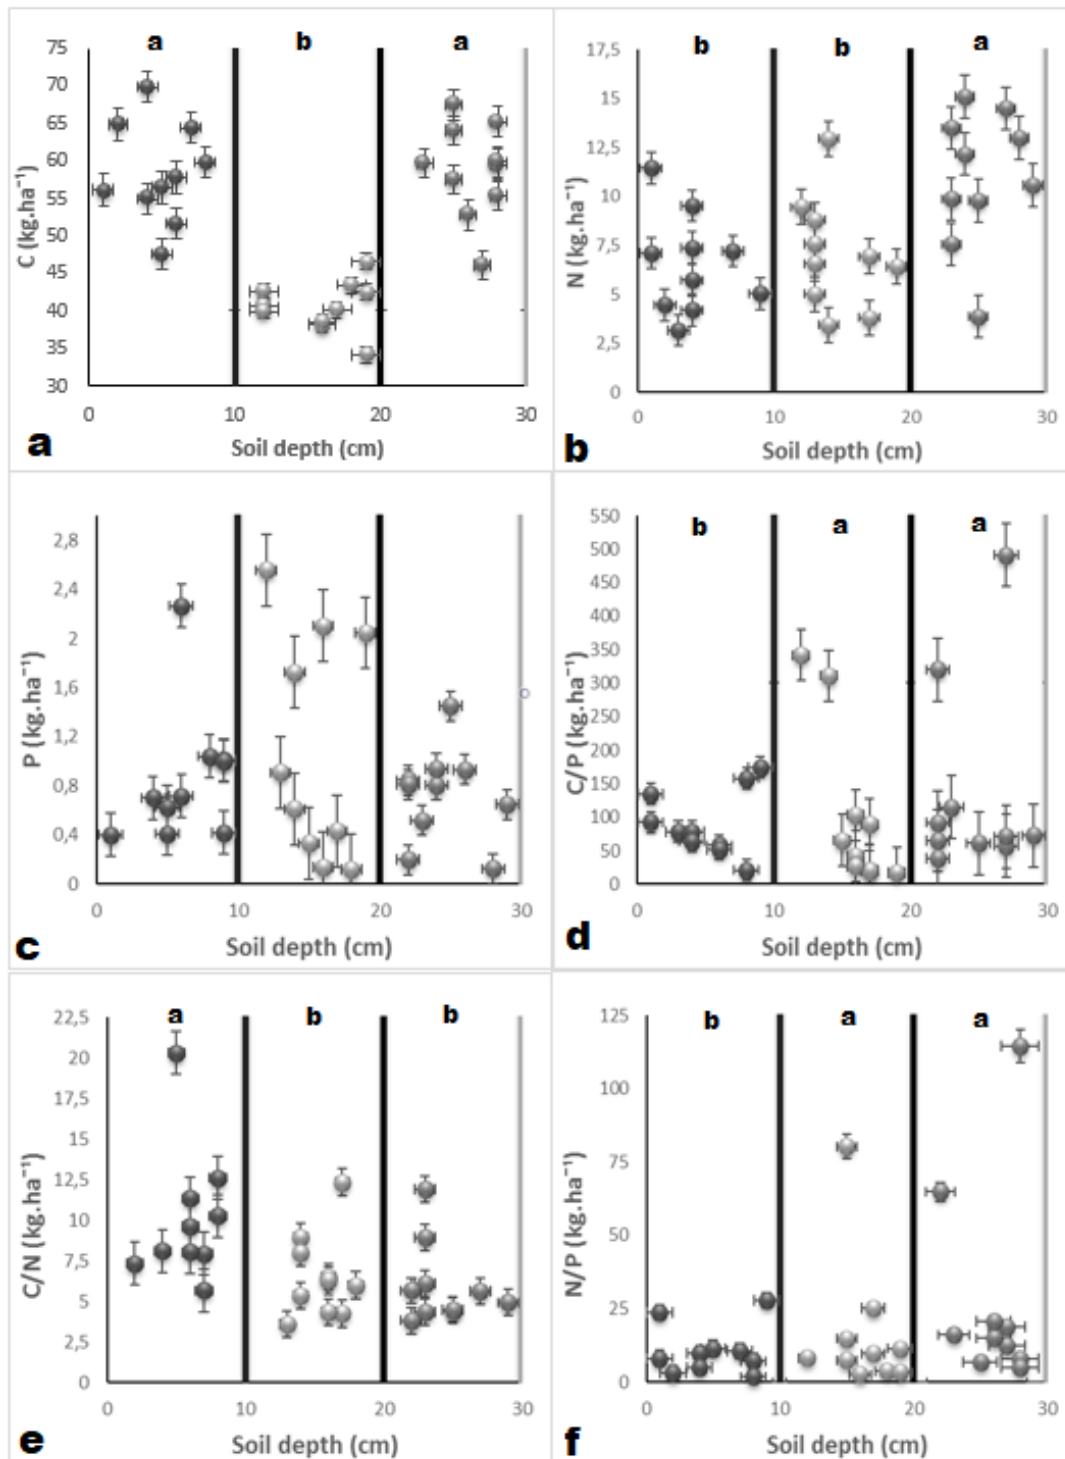 a b a
75
70
65
60
55
50
45
40
35
30
C (kg.ha⁻¹)
0 10 20 30
Soil depth (cm)
a
b b a
17,5
15
12,5
10
7,5
5
2,5
0
N (kg.ha⁻¹)
0 10 20 30
Soil depth (cm)
b
2,8
2,4
2
1,6
1,2
0,8
0,4
0
P (kg.ha⁻¹)
0 10 20 30
Soil depth (cm)
c
b a a
550
500
450
400
350
300
250
200
150
100
50
0
C/P (kg.ha⁻¹)
0 10 20 30
Soil depth (cm)
d
a b b
22,5
20
17,5
15
12,5
10
7,5
5
2,5
0
C/N (kg.ha⁻¹)
0 10 20 30
Soil depth (cm)
e
b a a
125
100
75
50
25
0
N/P (kg.ha⁻¹)
0 10 20 30
Soil depth (cm)
f